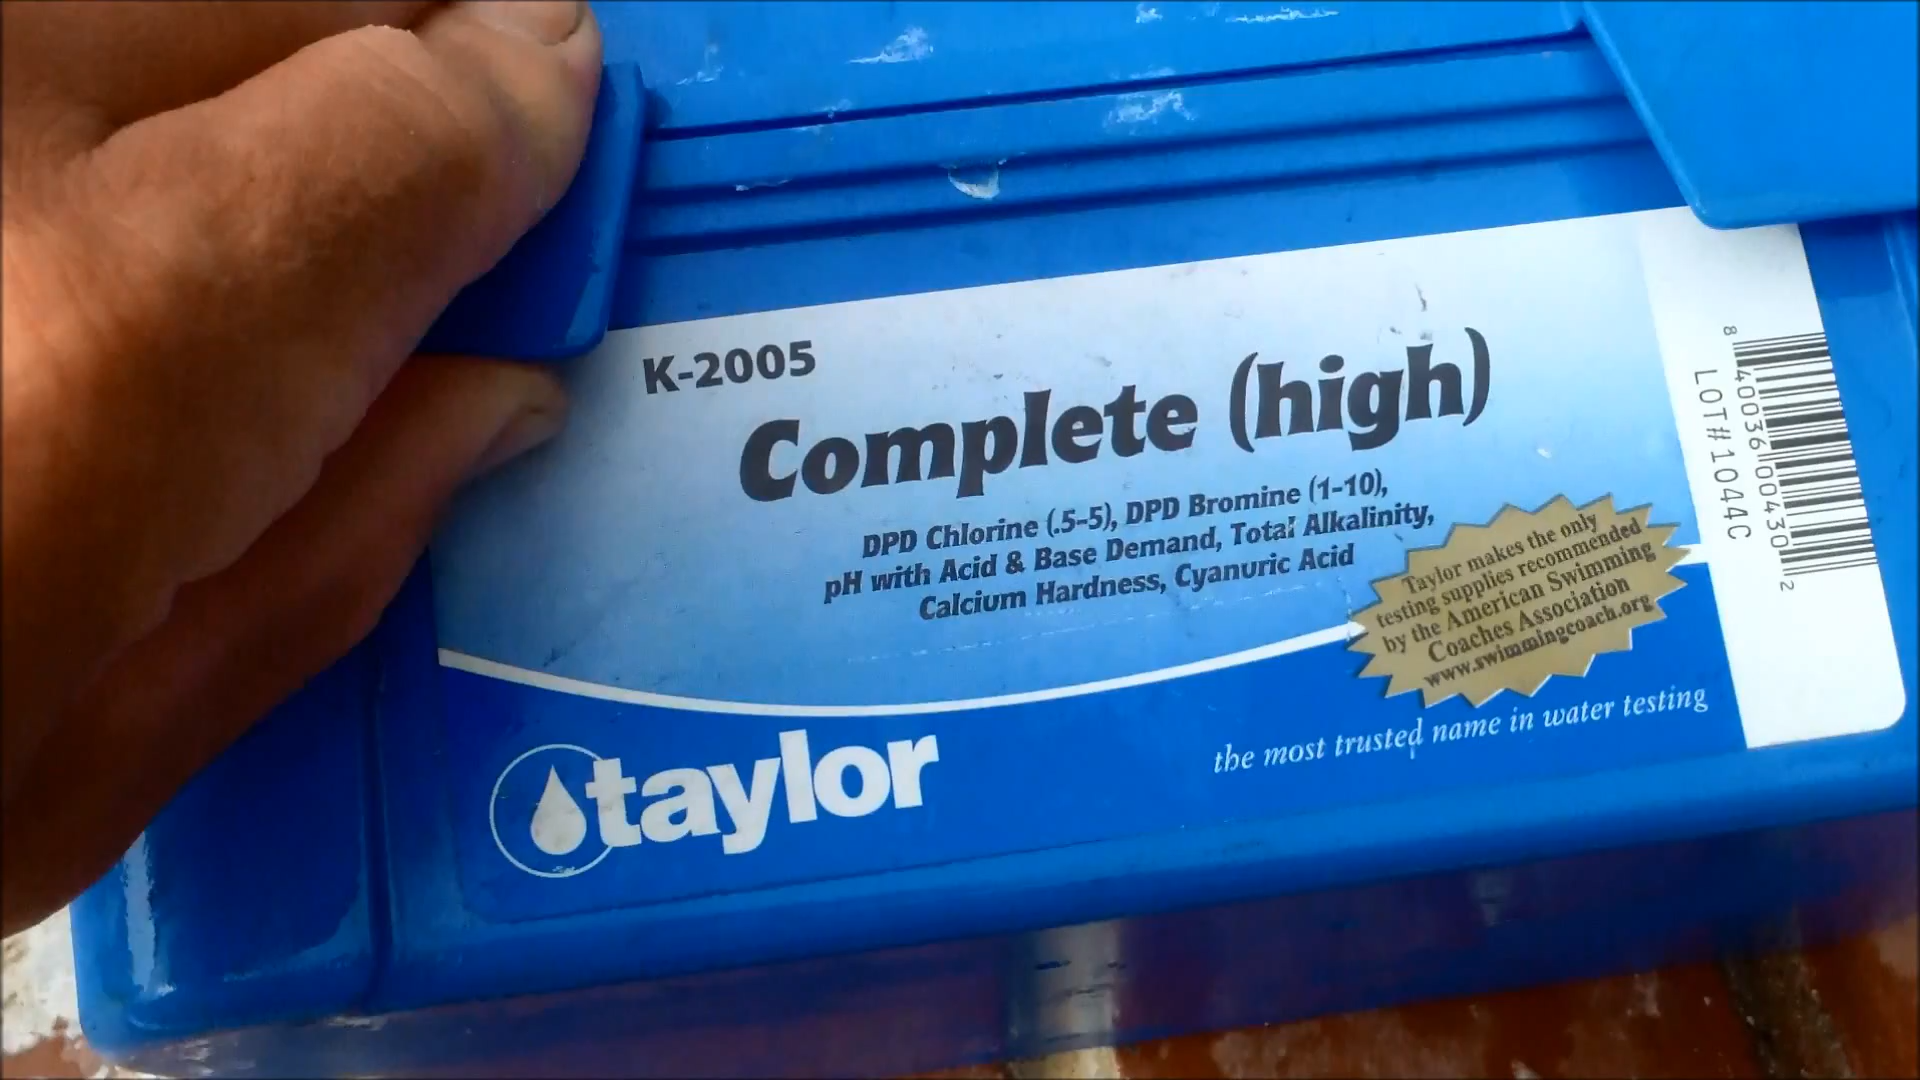 K-2005
Complete (high)
DPD Chlorine (.5-5), DPD Bromine (1-10),
pH with Acid & Base Demand, Total Alkalinity,
Calcium Hardness, Cyanuric Acid
Taylor makes the only
testing supplies recommended
by the American Swimming
Coaches Association
www.swimmingcoach.org
taylor
the most trusted name in water testing
8 40036 00430 2
LOT# 1044C